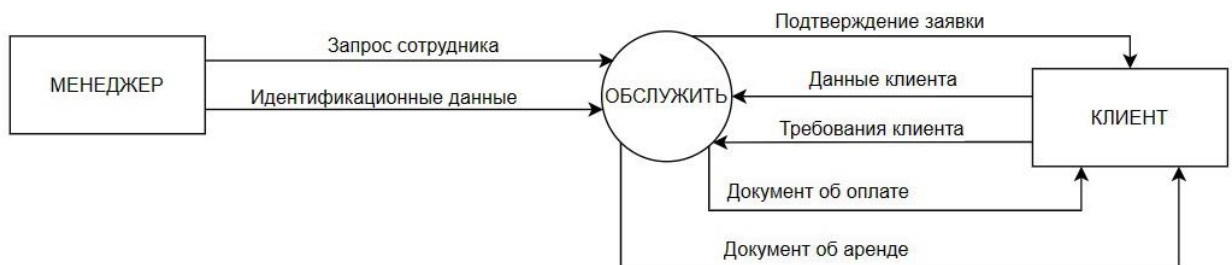 Подтверждение заявки
Запрос сотрудника
МЕНЕДЖЕР
Идентификационные данные
ОБСЛУЖИТЬ
Данные клиента
Требования клиента
КЛИЕНТ
Документ об оплате
Документ об аренде